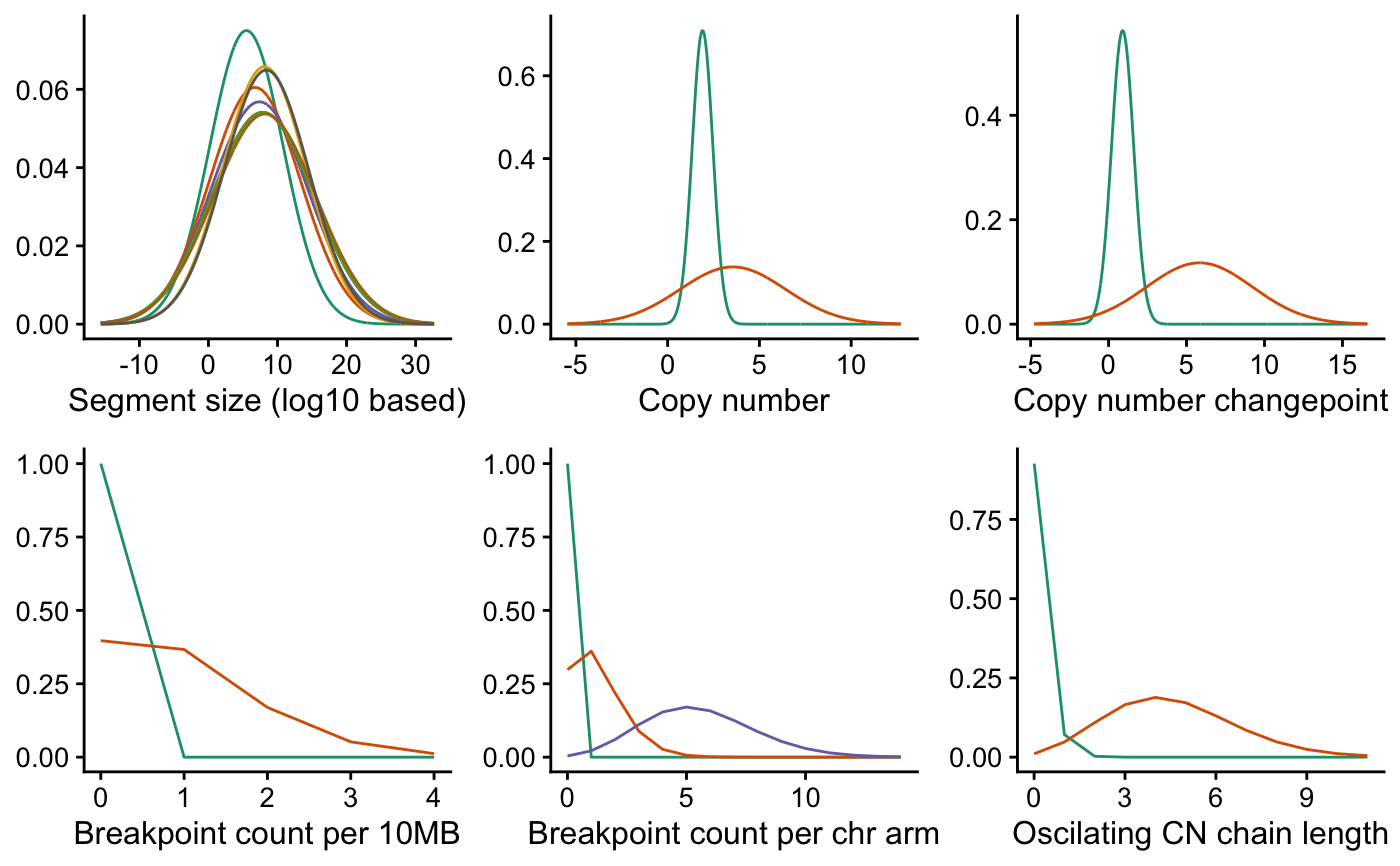 0.06
0.04
0.02
0.00
-10 0 10 20 30
Segment size (log10 based)
0.6
0.4
0.2
0.0
-5 0 5 10
Copy number
0.4
0.2
0.0
-5 0 5 10 15
Copy number changepoint
1.00
0.75
0.50
0.25
0.00
0 1 2 3 4
Breakpoint count per 10MB
1.00
0.75
0.50
0.25
0.00
0 5 10
Breakpoint count per chr arm
0.75
0.50
0.25
0.00
0 3 6 9
Oscilating CN chain length